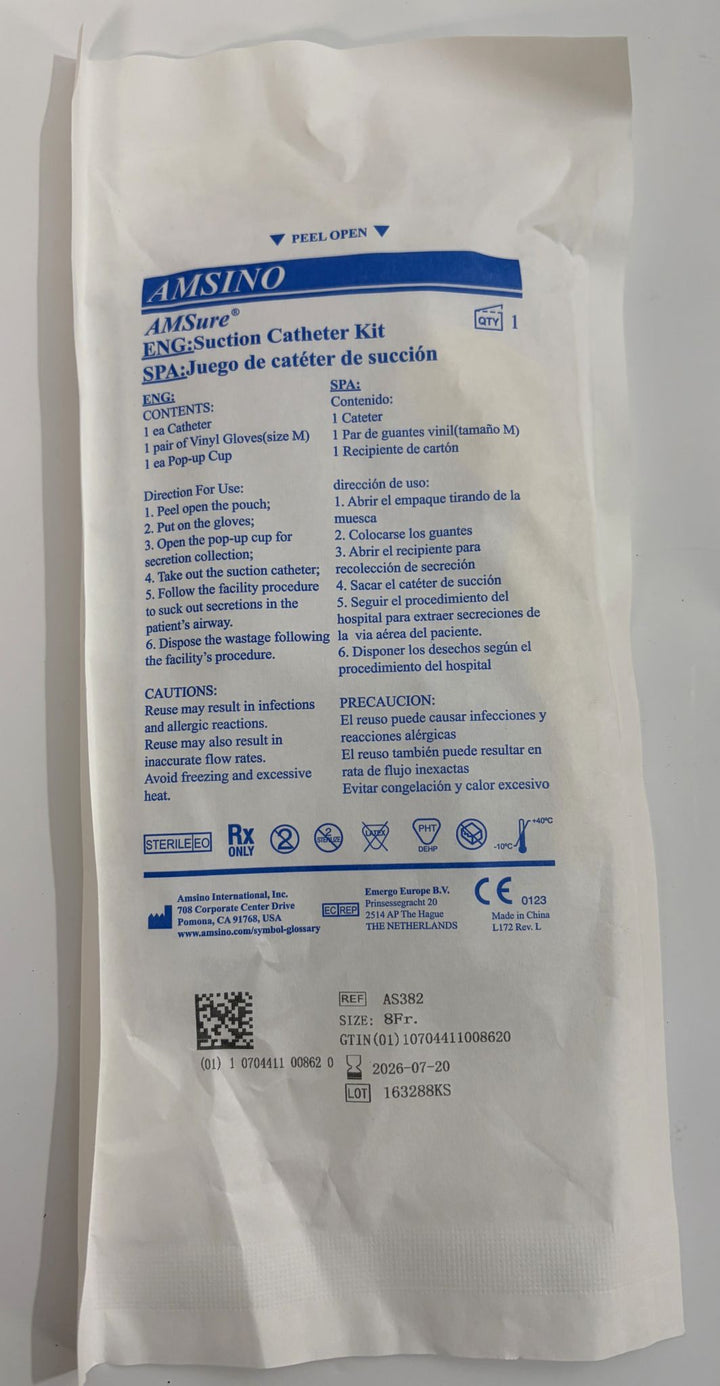 PEEL OPEN
AMSINO
AMSure®
QTY 1
ENG:Suction Catheter Kit
SPA:Juego de catéter de succión
ENG:
CONTENTS:
1 ea Catheter
1 pair of Vinyl Gloves(size M)
1 ea Pop-up Cup
SPA:
Contenido:
1 Cateter
1 Par de guantes vinil(tamaño M)
1 Recipiente de cartón
Direction For Use:
1. Peel open the pouch;
2. Put on the gloves;
3. Open the pop-up cup for
secretion collection;
4. Take out the suction catheter;
5. Follow the facility procedure
to suck out secretions in the
patient's airway.
6. Dispose the wastage following
the facility's procedure.
dirección de uso:
1. Abrir el empaque tirando de la
muesca
2. Colocarse los guantes
3. Abrir el recipiente para
recolección de secreción
4. Sacar el catéter de succión
5. Seguir el procedimiento del
hospital para extraer secreciones de
la via aérea del paciente.
6. Disponer los desechos según el
procedimiento del hospital
CAUTIONS:
Reuse may result in infections
and allergic reactions.
Reuse may also result in
inaccurate flow rates.
Avoid freezing and excessive
heat.
PRECAUCION:
El reuso puede causar infecciones y
reacciones alérgicas
El reuso también puede resultar en
rata de flujo inexactas
Evitar congelación y calor excesivo
STERILE EO
Rx
ONLY
2
2
STERILIZE
LATEX
PHT
DEHP
-10°C
+40°C
Amsino International, Inc.
708 Corporate Center Drive
Pomona, CA 91768, USA
www.amsino.com/symbol-glossary
EC REP
Emergo Europe B.V.
Prinsessegracht 20
2514 AP The Hague
THE NETHERLANDS
CE 0123
Made in China
L172 Rev. L
(01) 1 0704411 00862 0
REF AS382
SIZE: 8Fr.
GTIN(01)10704411008620
2026-07-20
LOT 163288KS